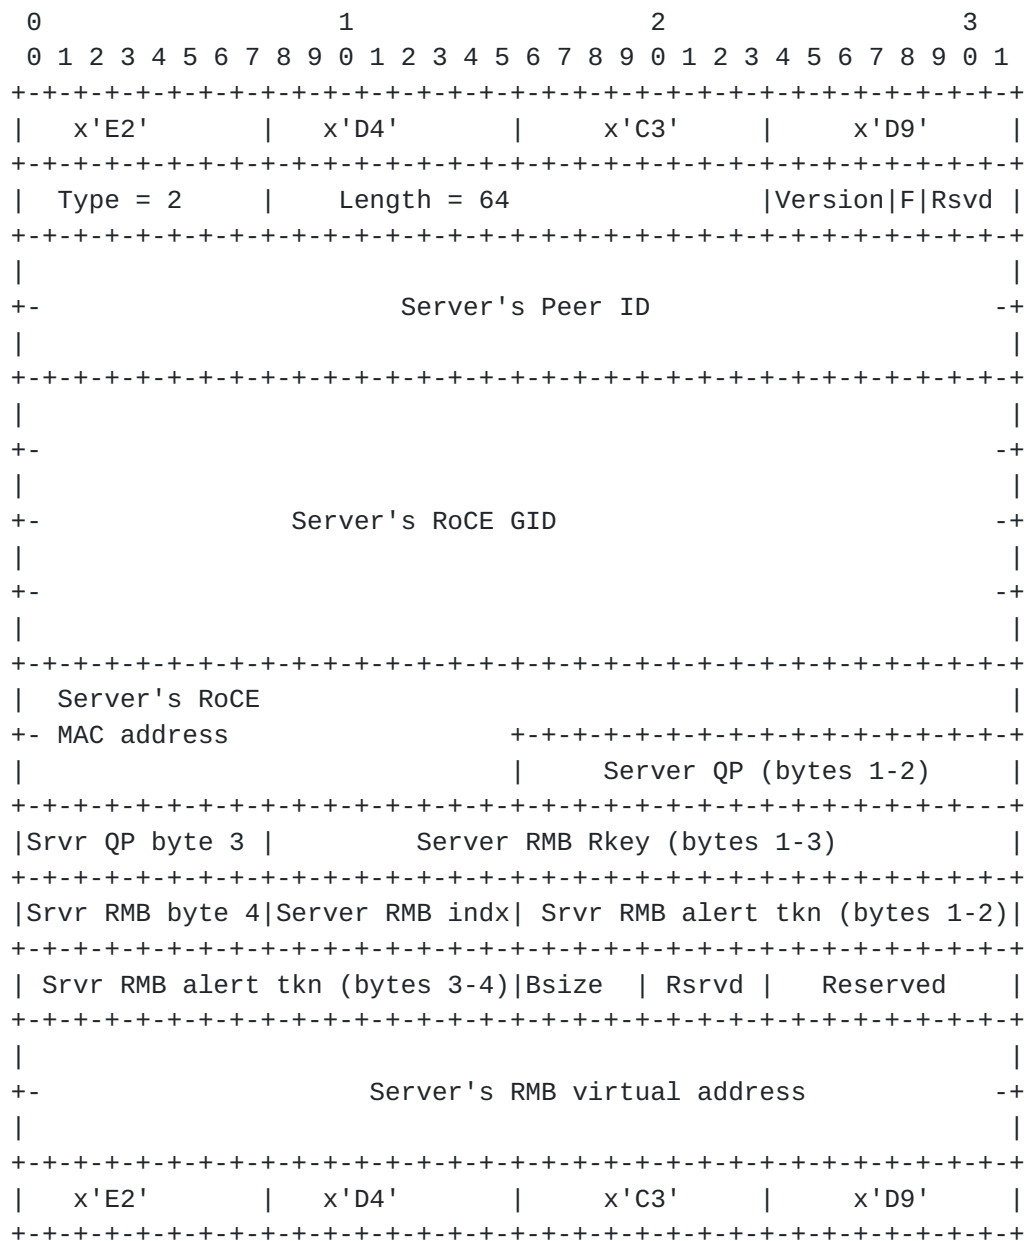 0                   1                   2                   3
 0 1 2 3 4 5 6 7 8 9 0 1 2 3 4 5 6 7 8 9 0 1 2 3 4 5 6 7 8 9 0 1
+-+-+-+-+-+-+-+-+-+-+-+-+-+-+-+-+-+-+-+-+-+-+-+-+-+-+-+-+-+-+-+-+
|   x'E2'       |   x'D4'       |     x'C3'     |     x'D9'     |
+-+-+-+-+-+-+-+-+-+-+-+-+-+-+-+-+-+-+-+-+-+-+-+-+-+-+-+-+-+-+-+-+
|  Type = 2     |    Length = 64                |Version|F|Rsvd |
+-+-+-+-+-+-+-+-+-+-+-+-+-+-+-+-+-+-+-+-+-+-+-+-+-+-+-+-+-+-+-+-+
|                                                               |
+-                       Server's Peer ID                      -+
|                                                               |
+-+-+-+-+-+-+-+-+-+-+-+-+-+-+-+-+-+-+-+-+-+-+-+-+-+-+-+-+-+-+-+-+
|                                                               |
+-                                                             -+
|                                                               |
+-                Server's RoCE GID                            -+
|                                                               |
+-                                                             -+
|                                                               |
+-+-+-+-+-+-+-+-+-+-+-+-+-+-+-+-+-+-+-+-+-+-+-+-+-+-+-+-+-+-+-+-+
|  Server's RoCE                                                |
+- MAC address                  +-+-+-+-+-+-+-+-+-+-+-+-+-+-+-+-+
|                               |     Server QP (bytes 1-2)     |
+-+-+-+-+-+-+-+-+-+-+-+-+-+-+-+-+-+-+-+-+-+-+-+-+-+-+-+-+-+-+---+
|Srvr QP byte 3 |         Server RMB Rkey (bytes 1-3)           |
+-+-+-+-+-+-+-+-+-+-+-+-+-+-+-+-+-+-+-+-+-+-+-+-+-+-+-+-+-+-+-+-+
|Srvr RMB byte 4|Server RMB indx| Srvr RMB alert tkn (bytes 1-2)|
+-+-+-+-+-+-+-+-+-+-+-+-+-+-+-+-+-+-+-+-+-+-+-+-+-+-+-+-+-+-+-+-+
| Srvr RMB alert tkn (bytes 3-4)|Bsize  | Rsrvd |   Reserved    |
+-+-+-+-+-+-+-+-+-+-+-+-+-+-+-+-+-+-+-+-+-+-+-+-+-+-+-+-+-+-+-+-+
|                                                               |
+-                     Server's RMB virtual address            -+
|                                                               |
+-+-+-+-+-+-+-+-+-+-+-+-+-+-+-+-+-+-+-+-+-+-+-+-+-+-+-+-+-+-+-+-+
|   x'E2'       |   x'D4'       |     x'C3'     |     x'D9'     |
+-+-+-+-+-+-+-+-+-+-+-+-+-+-+-+-+-+-+-+-+-+-+-+-+-+-+-+-+-+-+-+-+